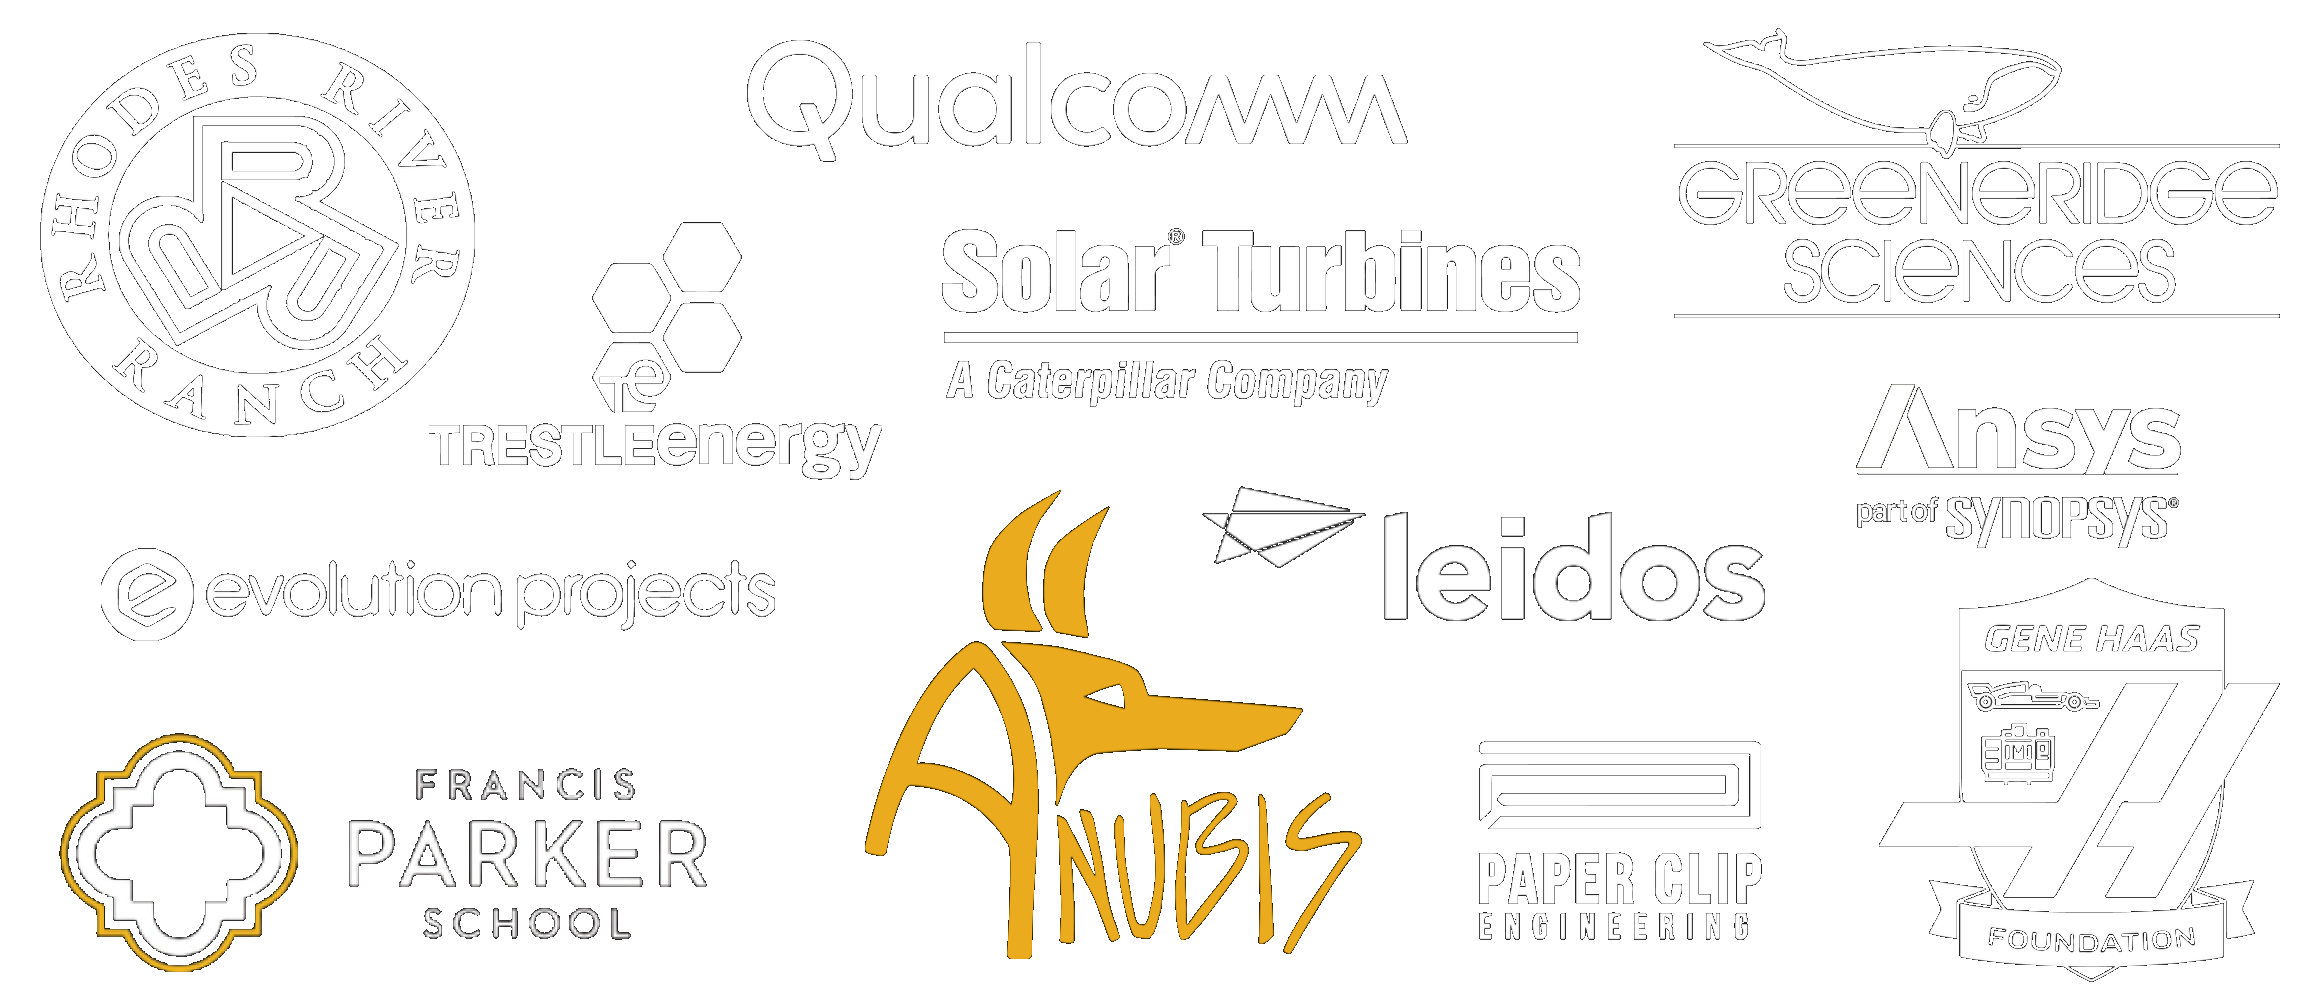 RHODES RIVER RANCH
Qualcomm
GREENERIDGE
SCIENCES
Solar® Turbines
A Caterpillar Company
Te
TRESTLEenergy
Ansys
part of SYNOPSYS®
leidos
e evolution projects
GENE HAAS
FOUNDATION
FRANCIS
PARKER
SCHOOL
ANUBIS
PAPER CLIP
ENGINEERING